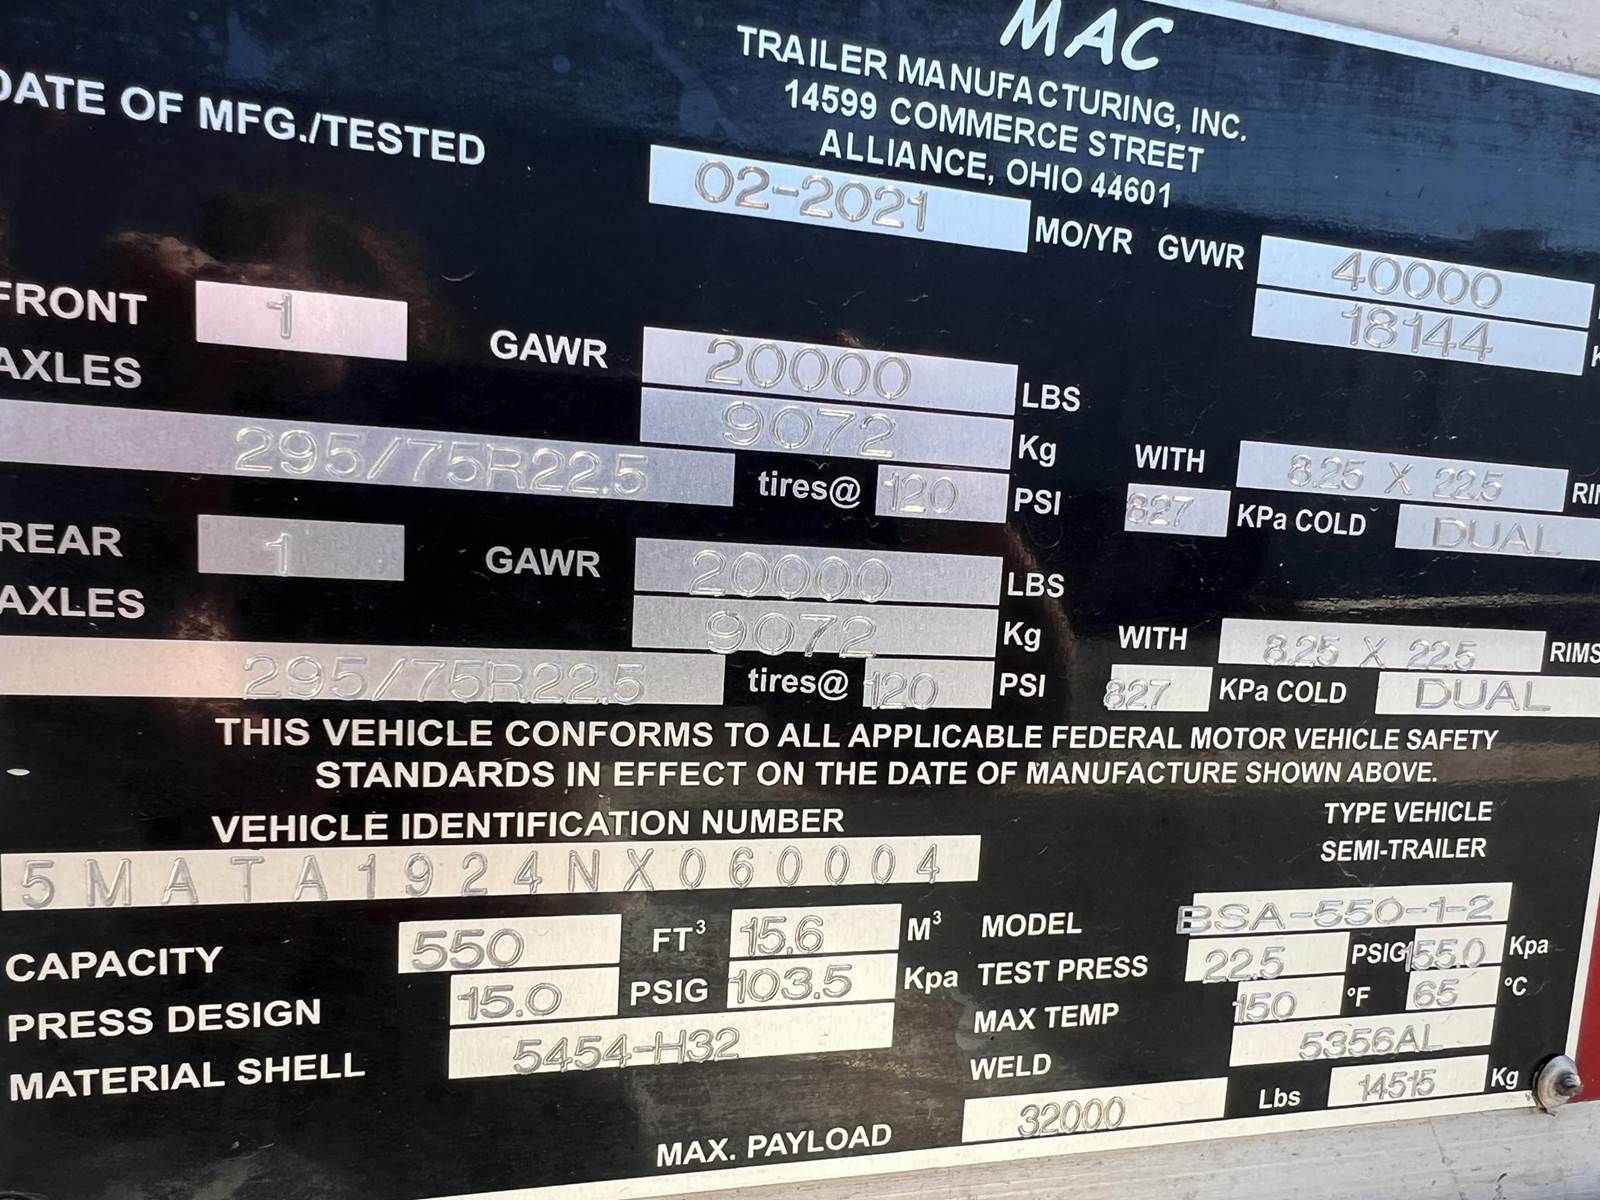 MAC
TRAILER MANUFACTURING, INC.
14599 COMMERCE STREET
ALLIANCE, OHIO 44601
DATE OF MFG./TESTED 02-2021 MO/YR GVWR 40000
18144
FRONT AXLES 1 GAWR 20000 LBS
9072 Kg WITH 8.25 X 22.5
295/75R22.5 tires@ 120 PSI 827 KPa COLD DUAL
REAR AXLES 1 GAWR 20000 LBS
9072 Kg WITH 8.25 X 22.5 RIMS
295/75R22.5 tires@ 120 PSI 827 KPa COLD DUAL
THIS VEHICLE CONFORMS TO ALL APPLICABLE FEDERAL MOTOR VEHICLE SAFETY
STANDARDS IN EFFECT ON THE DATE OF MANUFACTURE SHOWN ABOVE.
VEHICLE IDENTIFICATION NUMBER TYPE VEHICLE
5MATA1924NX060004 SEMI-TRAILER
CAPACITY 550 FT³ 15.6 M³ MODEL BSA-550-1-2
PRESS DESIGN 15.0 PSIG 103.5 Kpa TEST PRESS 22.5 PSIG 155.0 Kpa
MATERIAL SHELL 5454-H32 MAX TEMP 150 °F 65 °C
WELD 5356AL
MAX. PAYLOAD 32000 Lbs 14515 Kg